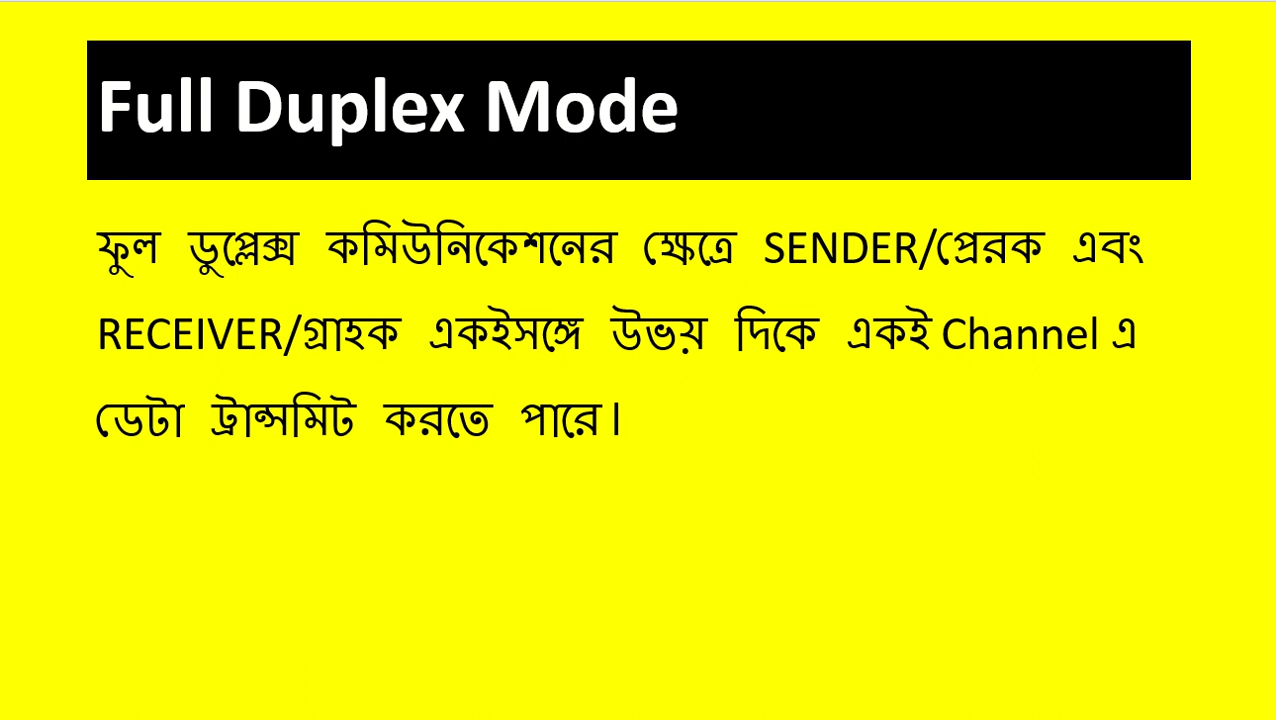 Full Duplex Mode
ফুল ডুপ্লেক্স কমিউনিকেশনের ক্ষেত্রে SENDER/প্রেরক এবং
RECEIVER/গ্রাহক একইসঙ্গে উভয় দিকে একই Channel এ
ডেটা ট্রান্সমিট করতে পারে।